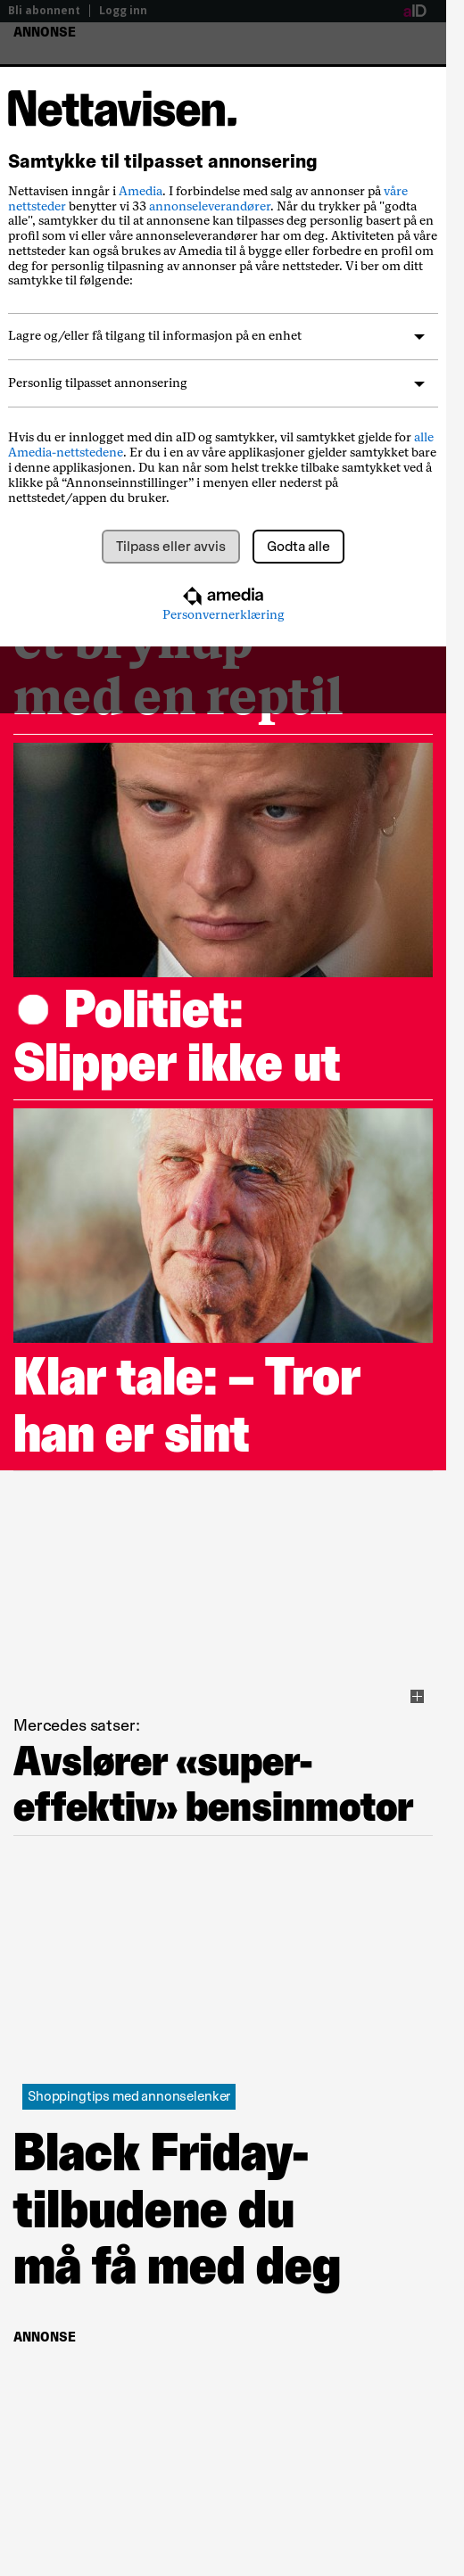 Bli abonnent | Logg inn aID
ANNONSE
Nettavisen.
Samtykke til tilpasset annonsering
Nettavisen inngår i Amedia. I forbindelse med salg av annonser på våre
nettsteder benytter vi 33 annonseleverandører. Når du trykker på "godta
alle", samtykker du til at annonsene kan tilpasses deg personlig basert på en
profil som vi eller våre annonseleverandører har om deg. Aktiviteten på våre
nettsteder kan også brukes av Amedia til å bygge eller forbedre en profil om
deg for personlig tilpasning av annonser på våre nettsteder. Vi ber om ditt
samtykke til følgende:
Lagre og/eller få tilgang til informasjon på en enhet
Personlig tilpasset annonsering
Hvis du er innlogget med din aID og samtykker, vil samtykket gjelde for alle
Amedia-nettstedene. Er du i en av våre applikasjoner gjelder samtykket bare
i denne applikasjonen. Du kan når som helst trekke tilbake samtykket ved å
klikke på “Annonseinnstillinger” i menyen eller nederst på
nettstedet/appen du bruker.
Tilpass eller avvis Godta alle
amedia
Personvernerklæring
et bryllup
med en reptil
Politiet:
Slipper ikke ut
Klar tale: – Tror
han er sint
Mercedes satser:
Avslører «super-
effektiv» bensinmotor
Shoppingtips med annonselenker
Black Friday-
tilbudene du
må få med deg
ANNONSE